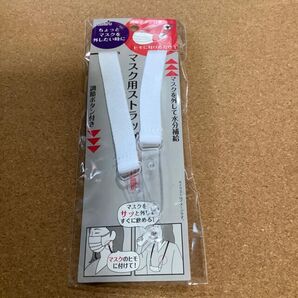 ちょっと
マスクを
外したい時に
マスク用ストラップ
調節ボタン付き
マスクを外して水分補給
マスクを
サッと外して
すぐに飲める!
マスクのヒモ
に付けて!